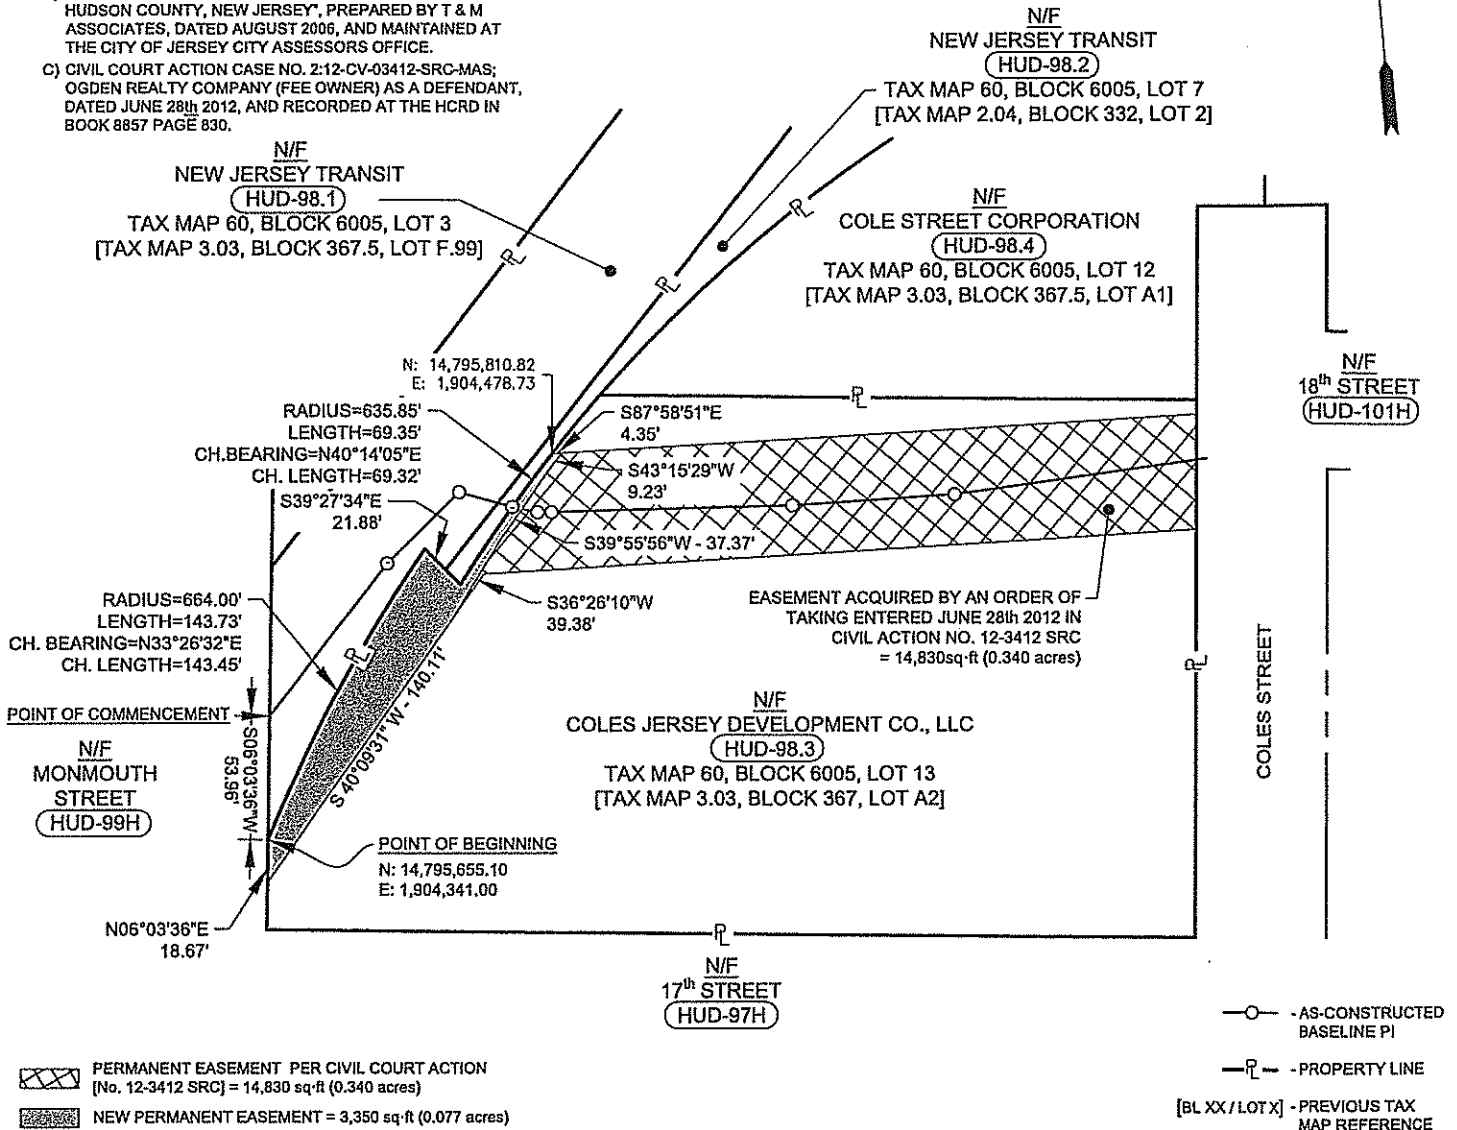 HUDSON COUNTY, NEW JERSEY", PREPARED BY T & M
ASSOCIATES, DATED AUGUST 2006, AND MAINTAINED AT
THE CITY OF JERSEY CITY ASSESSORS OFFICE.
C) CIVIL COURT ACTION CASE NO. 2:12-CV-03412-SRC-MAS;
OGDEN REALTY COMPANY (FEE OWNER) AS A DEFENDANT,
DATED JUNE 28th 2012, AND RECORDED AT THE HCRD IN
BOOK 8857 PAGE 830.
N/F
NEW JERSEY TRANSIT
HUD-98.1
TAX MAP 60, BLOCK 6005, LOT 3
[TAX MAP 3.03, BLOCK 367.5, LOT F.99]
N/F
NEW JERSEY TRANSIT
HUD-98.2
TAX MAP 60, BLOCK 6005, LOT 7
[TAX MAP 2.04, BLOCK 332, LOT 2]
N/F
COLE STREET CORPORATION
HUD-98.4
TAX MAP 60, BLOCK 6005, LOT 12
[TAX MAP 3.03, BLOCK 367.5, LOT A1]
N/F
18th STREET
HUD-101H
PL
PL
PL
PL
N: 14,795,810.82
E: 1,904,478.73
RADIUS=635.85'
LENGTH=69.35'
CH.BEARING=N40°14'05"E
CH. LENGTH=69.32'
S39°27'34"E
21.88'
S87°58'51"E
4.35'
S43°15'29"W
9.23'
S39°55'56"W - 37.37'
S36°26'10"W
39.38'
EASEMENT ACQUIRED BY AN ORDER OF
TAKING ENTERED JUNE 28th 2012 IN
CIVIL ACTION NO. 12-3412 SRC
= 14,830sq·ft (0.340 acres)
RADIUS=664.00'
LENGTH=143.73'
CH. BEARING=N33°26'32"E
CH. LENGTH=143.45'
PL
PL
S 40°09'31" W - 140.11'
POINT OF COMMENCEMENT
S06°03'36"W
53.96'
N/F
MONMOUTH
STREET
HUD-99H
N/F
COLES JERSEY DEVELOPMENT CO., LLC
HUD-98.3
TAX MAP 60, BLOCK 6005, LOT 13
[TAX MAP 3.03, BLOCK 367, LOT A2]
COLES STREET
POINT OF BEGINNING
N: 14,795,655.10
E: 1,904,341.00
N06°03'36"E
18.67'
PL
N/F
17th STREET
HUD-97H
PERMANENT EASEMENT PER CIVIL COURT ACTION
[No. 12-3412 SRC] = 14,830 sq·ft (0.340 acres)
NEW PERMANENT EASEMENT = 3,350 sq·ft (0.077 acres)
- AS-CONSTRUCTED
BASELINE PI
PL - PROPERTY LINE
[BL XX / LOT X] - PREVIOUS TAX
MAP REFERENCE